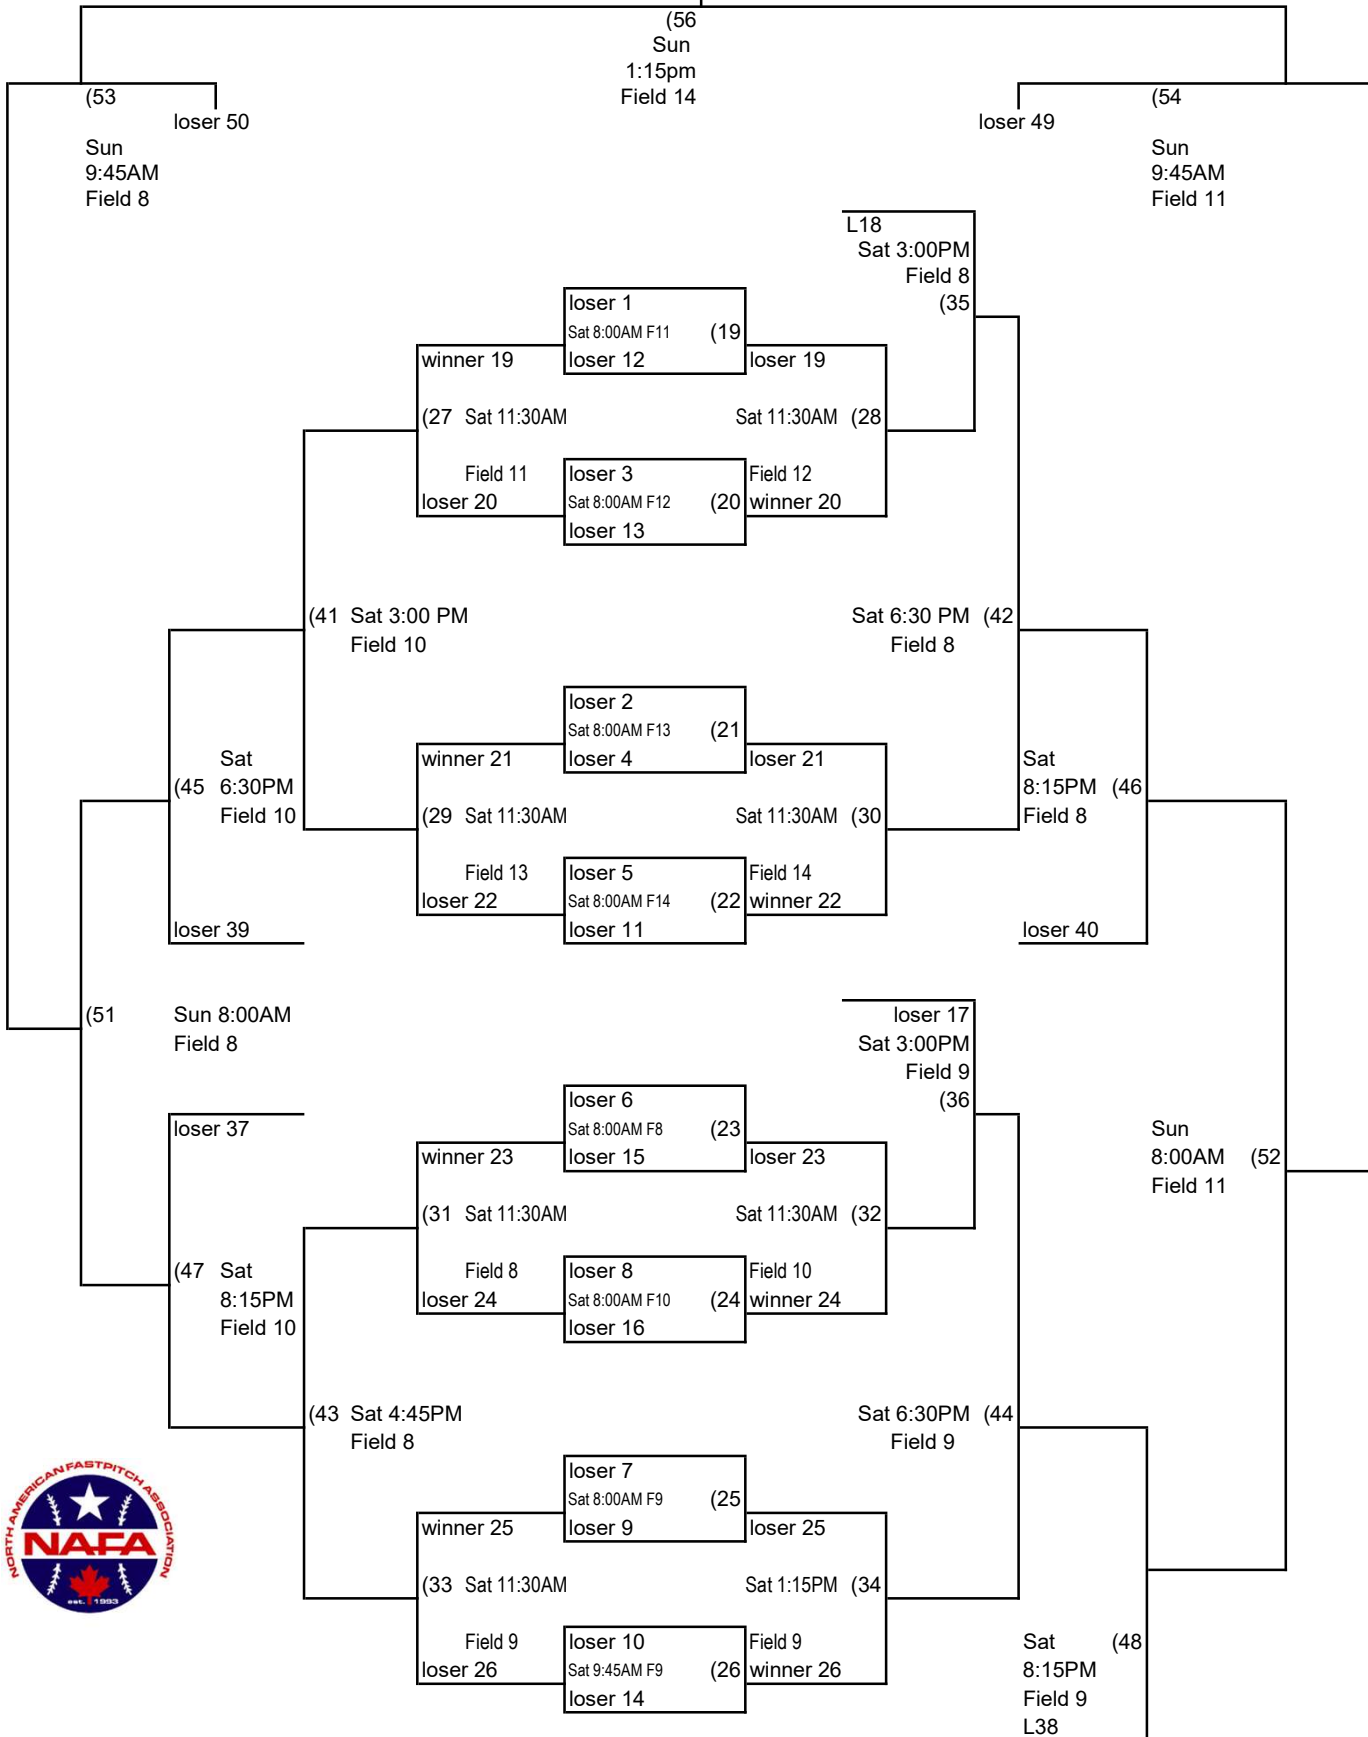 (56
Sun
1:15pm
Field 14
(53
loser 50
Sun
9:45AM
Field 8
loser 49
(54
Sun
9:45AM
Field 11
L18
Sat 3:00PM
Field 8
(35
loser 1
Sat 8:00AM F11 (19
loser 12
winner 19
loser 19
(27 Sat 11:30AM
Sat 11:30AM (28
Field 11
loser 3
Field 12
loser 20
Sat 8:00AM F12 (20
winner 20
loser 13
(41 Sat 3:00 PM
Field 10
Sat 6:30 PM (42
Field 8
loser 2
Sat 8:00AM F13 (21
loser 4
winner 21
loser 21
Sat
(45 6:30PM
Field 10
Sat
8:15PM (46
Field 8
(29 Sat 11:30AM
Sat 11:30AM (30
Field 13
loser 5
Field 14
loser 22
Sat 8:00AM F14 (22
winner 22
loser 11
loser 39
loser 40
(51 Sun 8:00AM
Field 8
loser 17
Sat 3:00PM
Field 9
(36
loser 37
loser 6
Sat 8:00AM F8 (23
loser 15
winner 23
loser 23
Sun
8:00AM (52
Field 11
(31 Sat 11:30AM
Sat 11:30AM (32
Field 8
loser 8
Field 10
loser 24
Sat 8:00AM F10 (24
winner 24
loser 16
(47 Sat
8:15PM
Field 10
(43 Sat 4:45PM
Field 8
Sat 6:30PM (44
Field 9
loser 7
Sat 8:00AM F9 (25
loser 9
winner 25
loser 25
(33 Sat 11:30AM
Sat 1:15PM (34
Field 9
loser 10
Field 9
loser 26
Sat 9:45AM F9 (26
winner 26
loser 14
Sat (48
8:15PM
Field 9
L38
NORTH AMERICAN FASTPITCH ASSOCIATION
NAFA
est. 1993